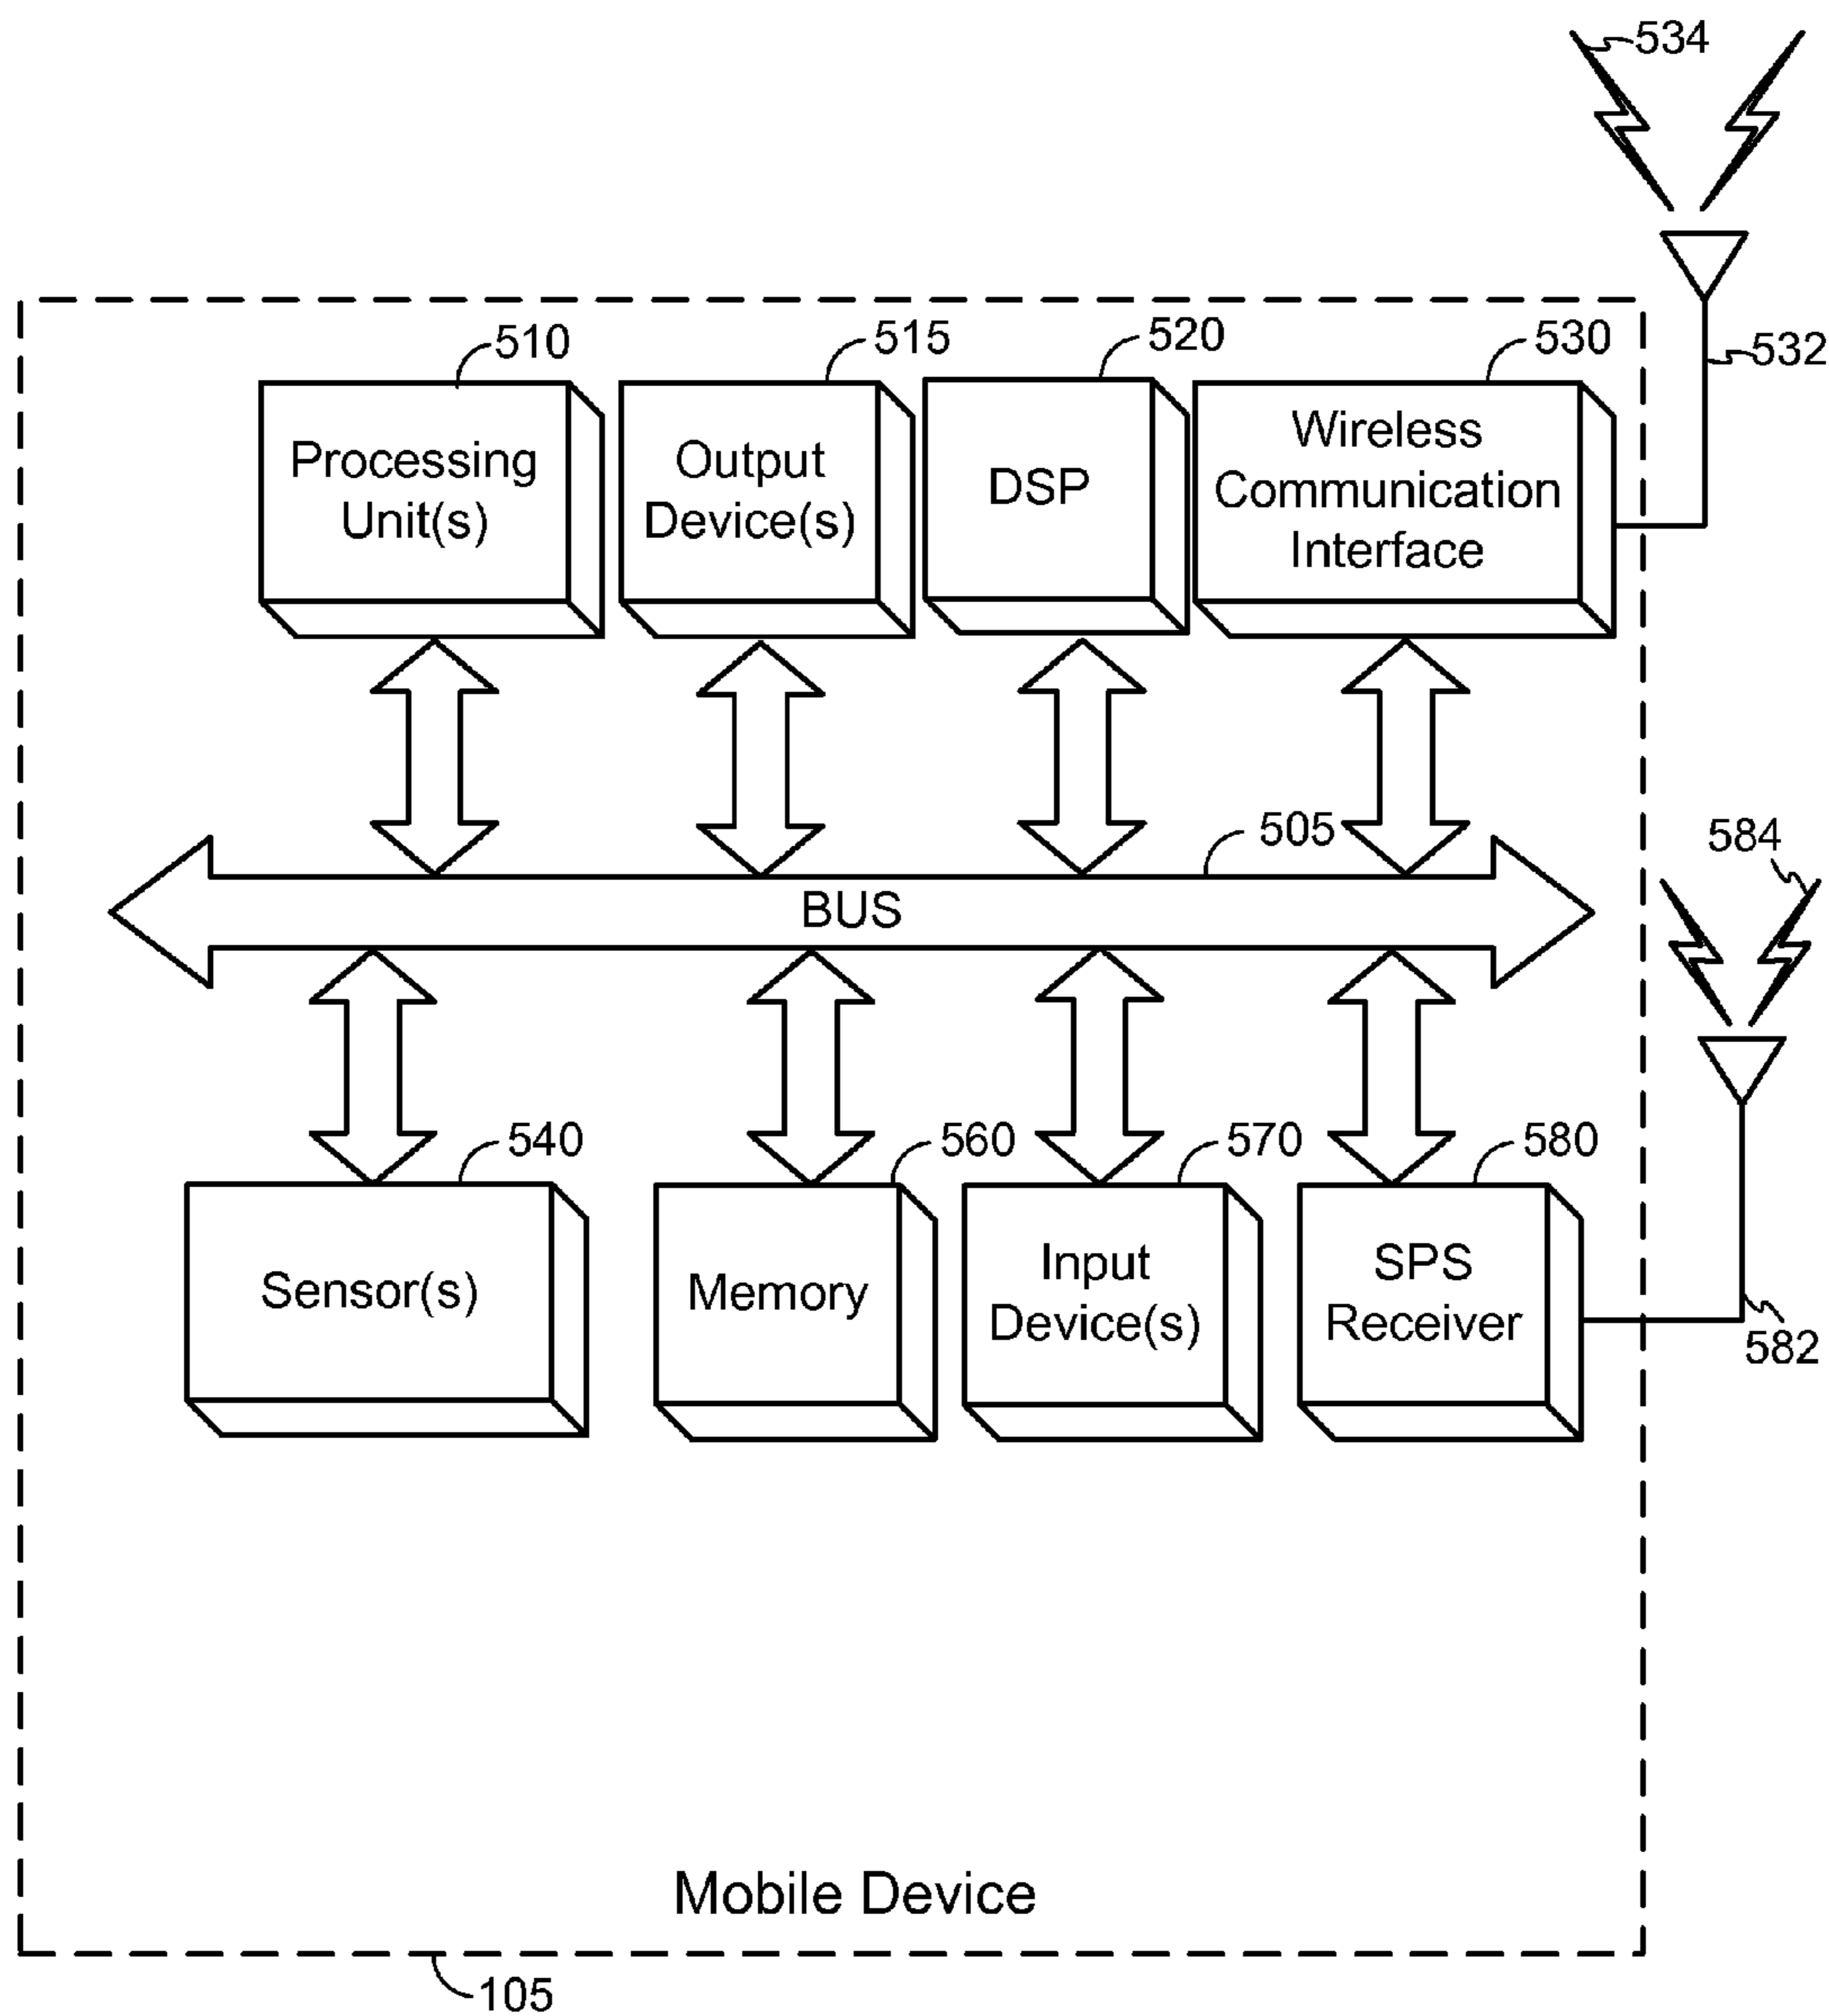 534
510
515
520
530
532
Processing
Unit(s)
Output
Device(s)
DSP
Wireless
Communication
Interface
505
584
BUS
540
560
570
580
Sensor(s)
Memory
Input
Device(s)
SPS
Receiver
582
Mobile Device
105